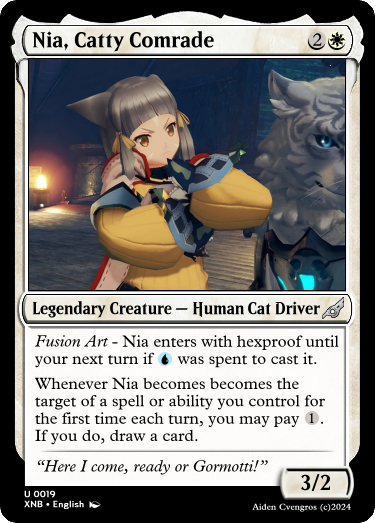 Nia, Catty Comrade 2
Legendary Creature — Human Cat Driver
Fusion Art - Nia enters with hexproof until
your next turn if was spent to cast it.
Whenever Nia becomes becomes the
target of a spell or ability you control for
the first time each turn, you may pay 1.
If you do, draw a card.
“Here I come, ready or Gormotti!”
3/2
U 0019
XNB • English
Aiden Cvengros (c)2024